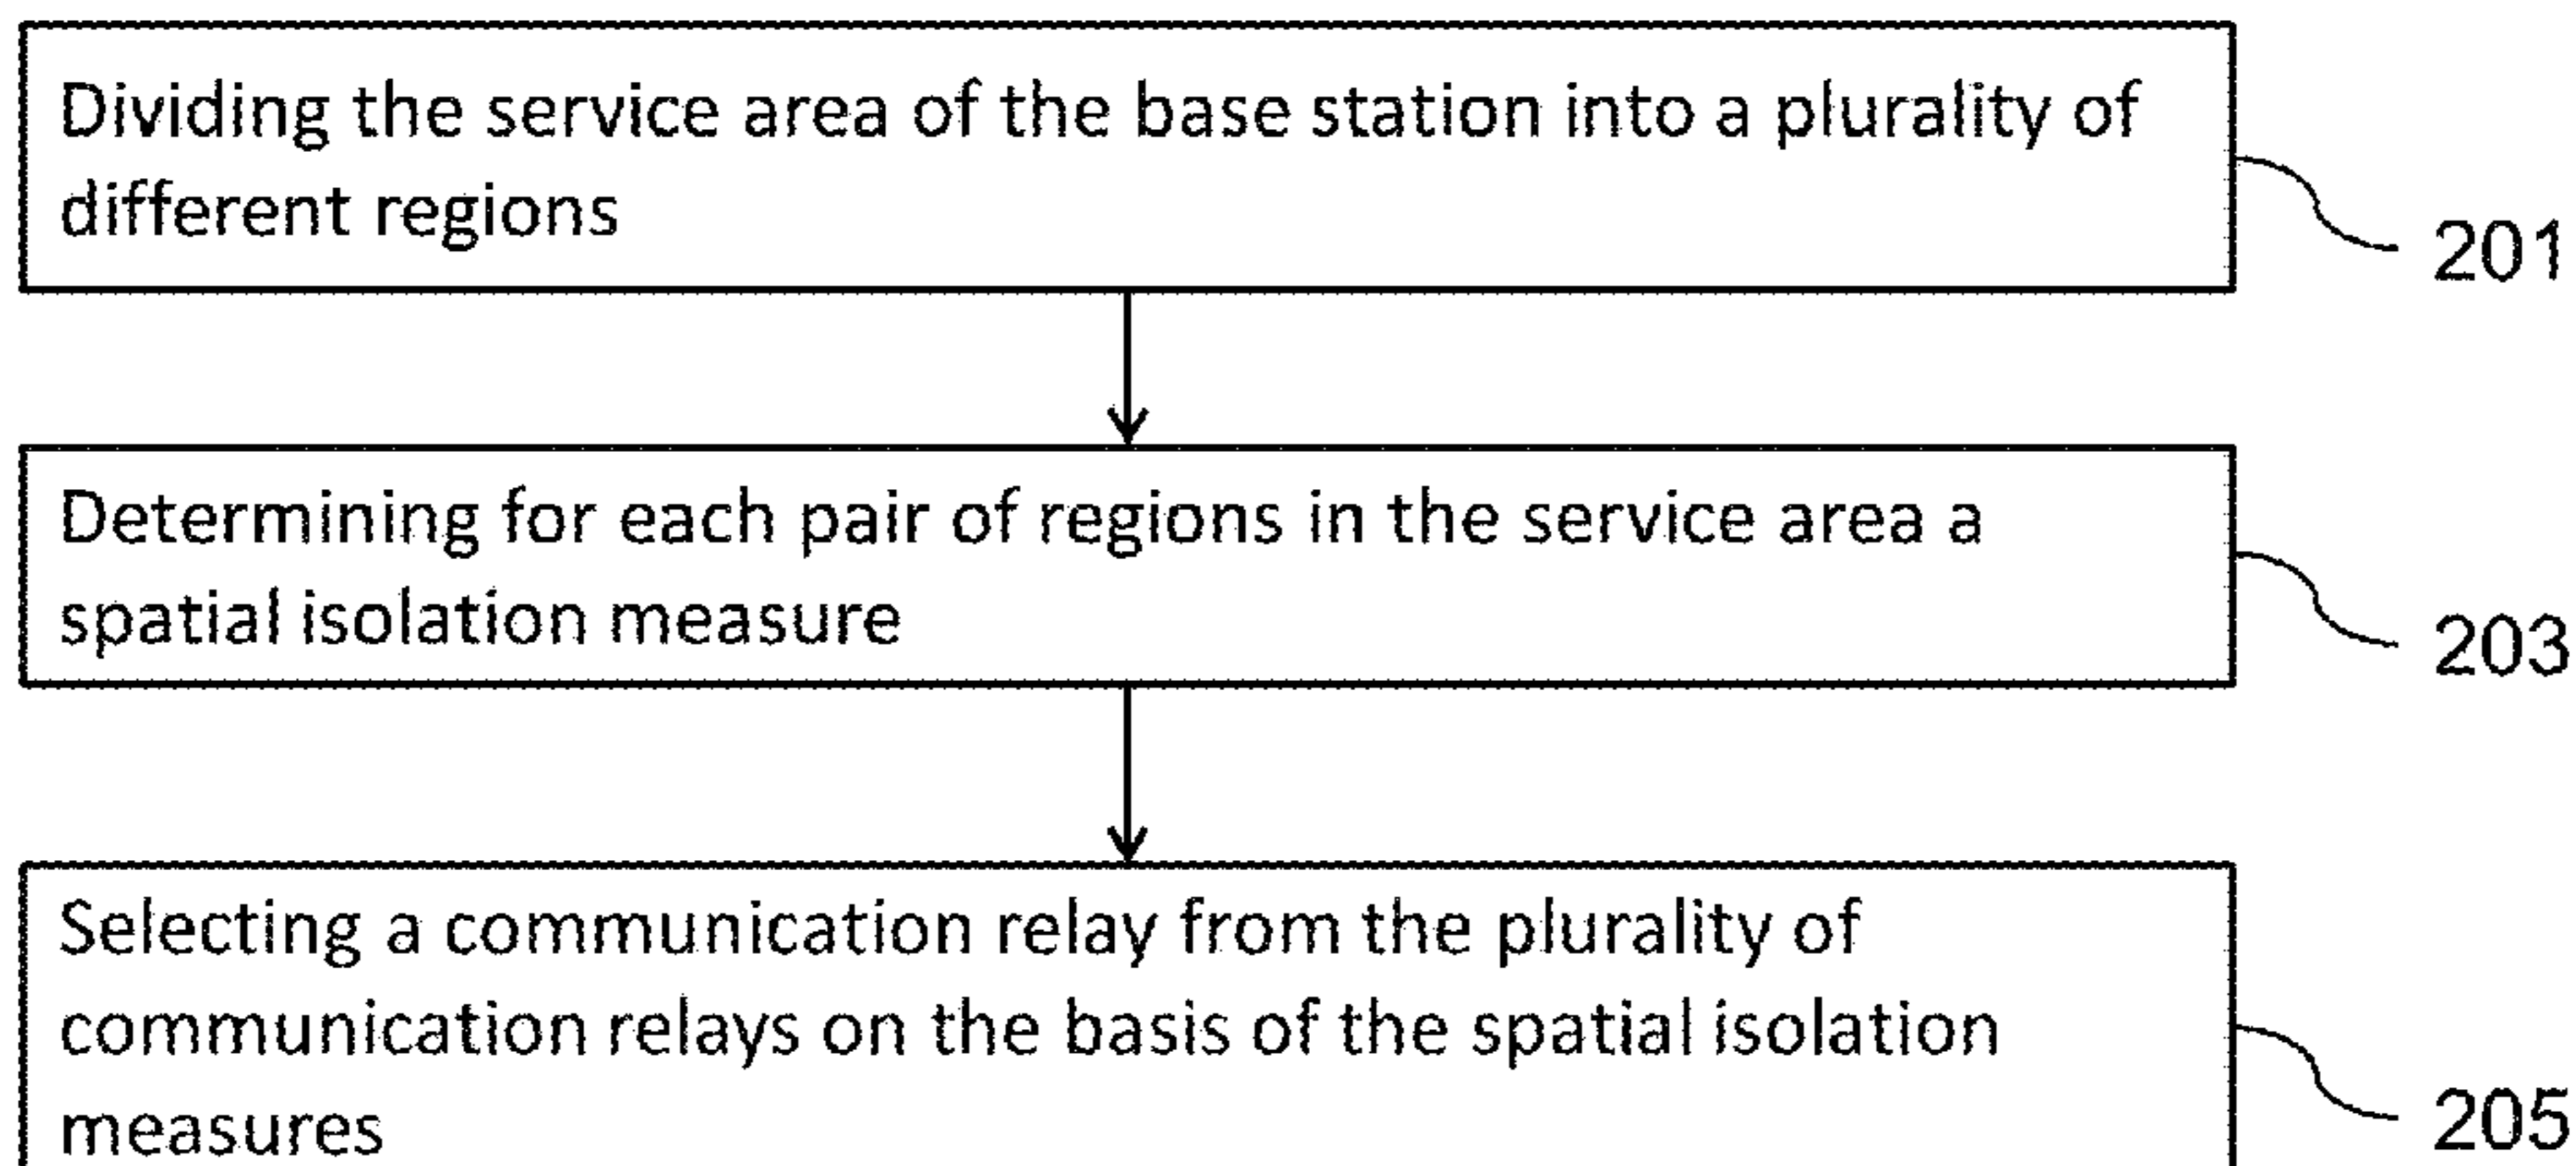 Dividing the service area of the base station into a plurality of
different regions
201
Determining for each pair of regions in the service area a
spatial isolation measure
203
Selecting a communication relay from the plurality of
communication relays on the basis of the spatial isolation
measures
205